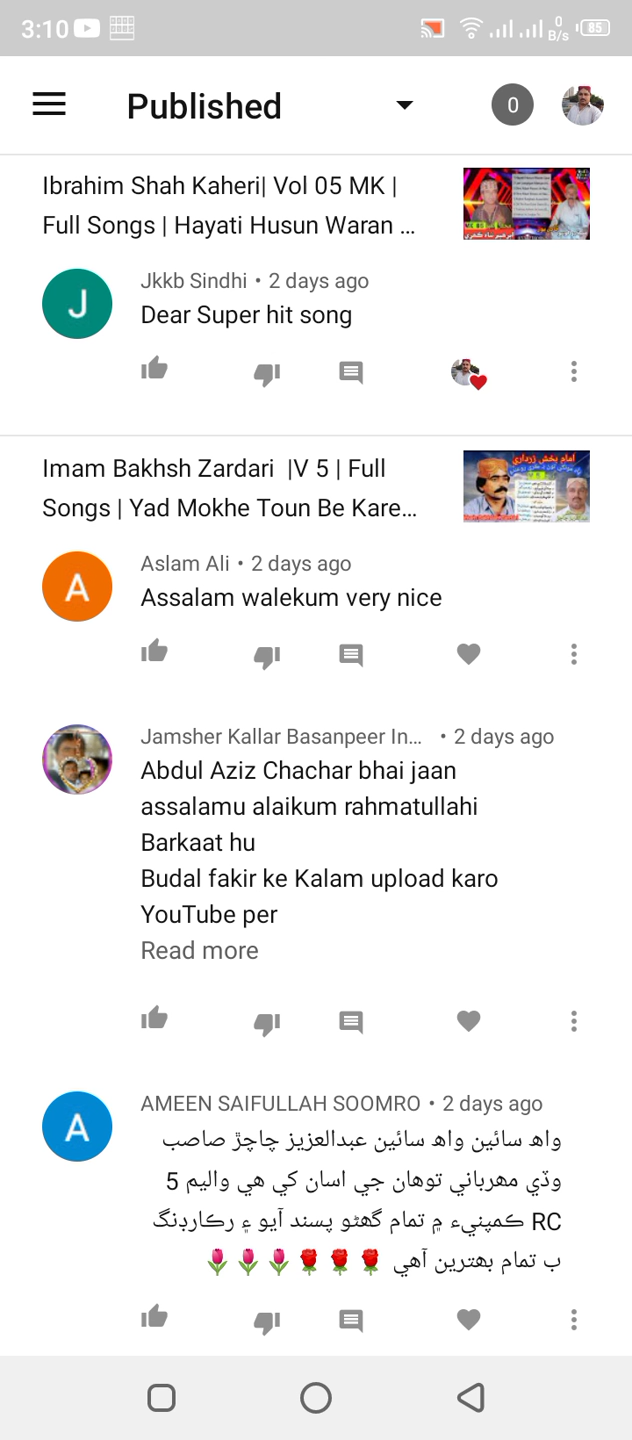 3:10
0
B/s
85
Published
0
Ibrahim Shah Kaheri| Vol 05 MK |
Full Songs | Hayati Husun Waran ...
J
Jkkb Sindhi • 2 days ago
Dear Super hit song
Imam Bakhsh Zardari |V 5 | Full
Songs | Yad Mokhe Toun Be Kare...
امام بخش زرداري
A
Aslam Ali • 2 days ago
Assalam walekum very nice
Jamsher Kallar Basanpeer In... • 2 days ago
Abdul Aziz Chachar bhai jaan
assalamu alaikum rahmatullahi
Barkaat hu
Budal fakir ke Kalam upload karo
YouTube per
Read more
A
AMEEN SAIFULLAH SOOMRO • 2 days ago
واھ سائين واھ سائين عبدالعزيز چاچڙ صاصب
وڏي مھرباني توھان جي اسان کي ھي واليم 5
RC ڪمپنيء ۾ تمام گھڻو پسند آيو ۽ رڪارڊنگ
ب تمام بھترين آھي 🌹🌹🌹🌷🌷🌷